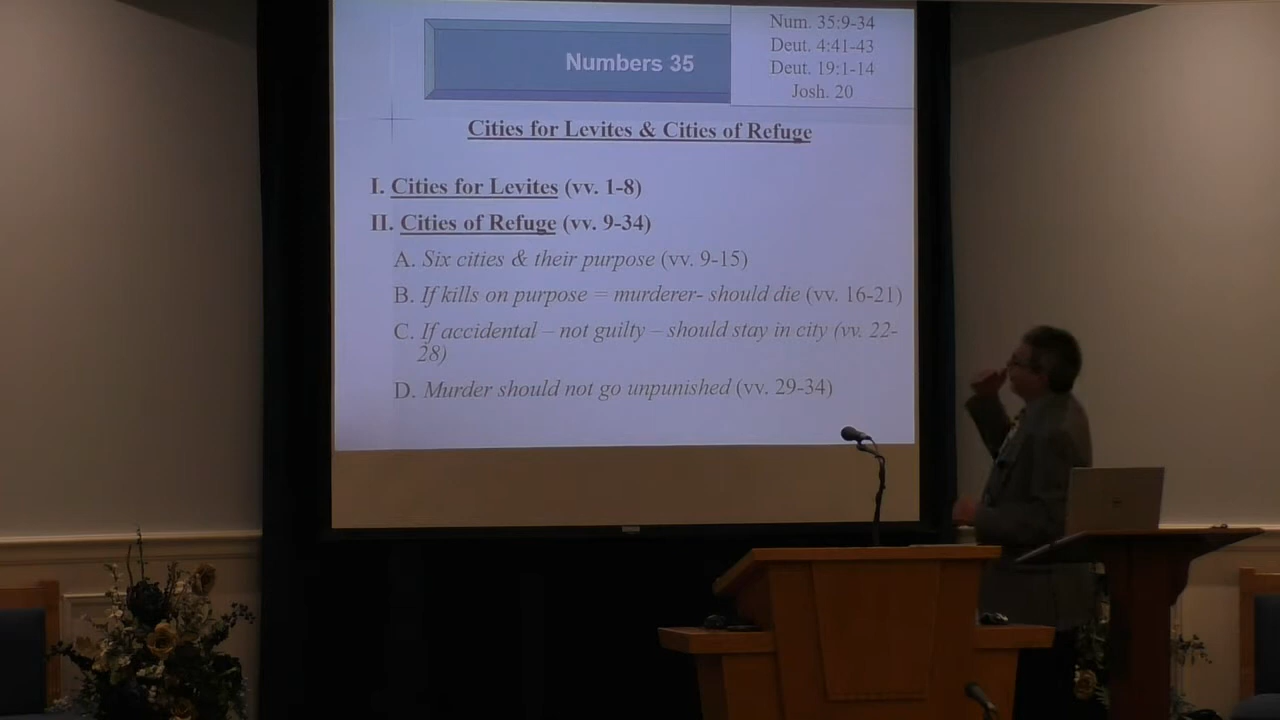 Numbers 35
Num. 35:9-34
Deut. 4:41-43
Deut. 19:1-14
Josh. 20
Cities for Levites & Cities of Refuge
I. Cities for Levites (vv. 1-8)
II. Cities of Refuge (vv. 9-34)
A. Six cities & their purpose (vv. 9-15)
B. If kills on purpose = murderer- should die (vv. 16-21)
C. If accidental – not guilty – should stay in city (vv. 22-
28)
D. Murder should not go unpunished (vv. 29-34)